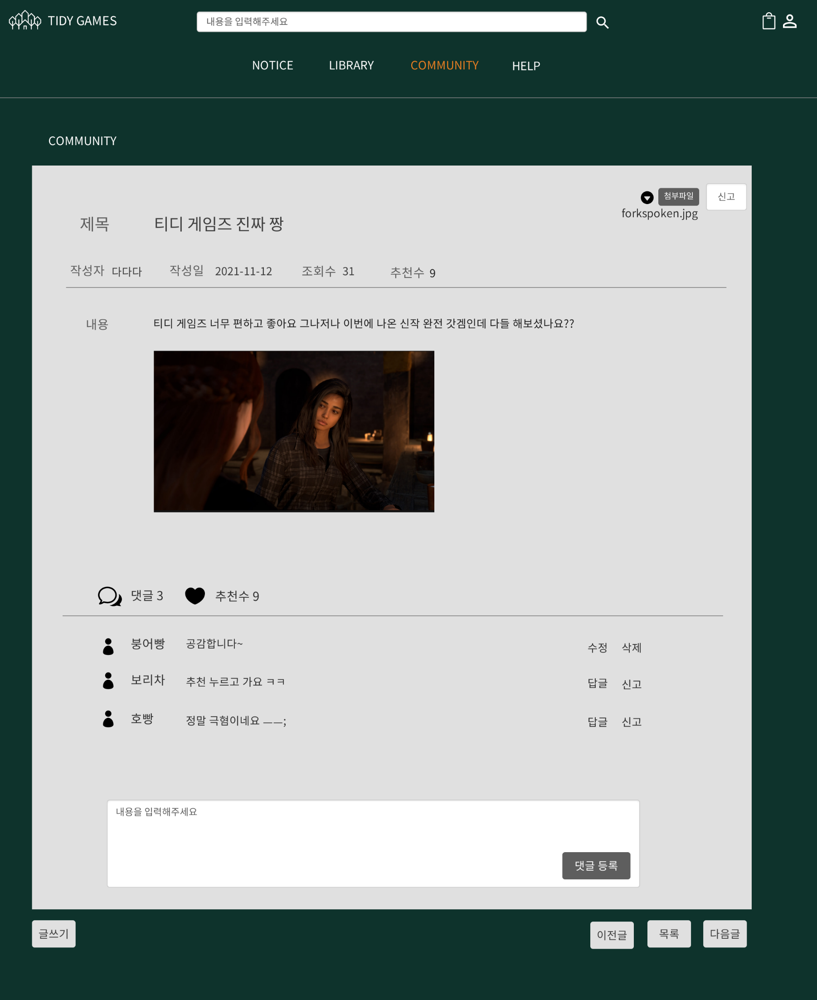 TIDY GAMES
내용을 입력해주세요
NOTICE LIBRARY COMMUNITY HELP
COMMUNITY
첨부파일 신고
forkspoken.jpg
제목 티디 게임즈 진짜 짱
작성자 다다다 작성일 2021-11-12 조회수 31 추천수 9
내용 티디 게임즈 너무 편하고 좋아요 그나저나 이번에 나온 신작 완전 갓겜인데 다들 해보셨나요??
댓글 3 추천수 9
붕어빵 공감합니다~ 수정 삭제
보리차 추천 누르고 가요 ㅋㅋ 답글 신고
호빵 정말 극혐이네요 ㅡㅡ; 답글 신고
내용을 입력해주세요
댓글 등록
글쓰기 이전글 목록 다음글